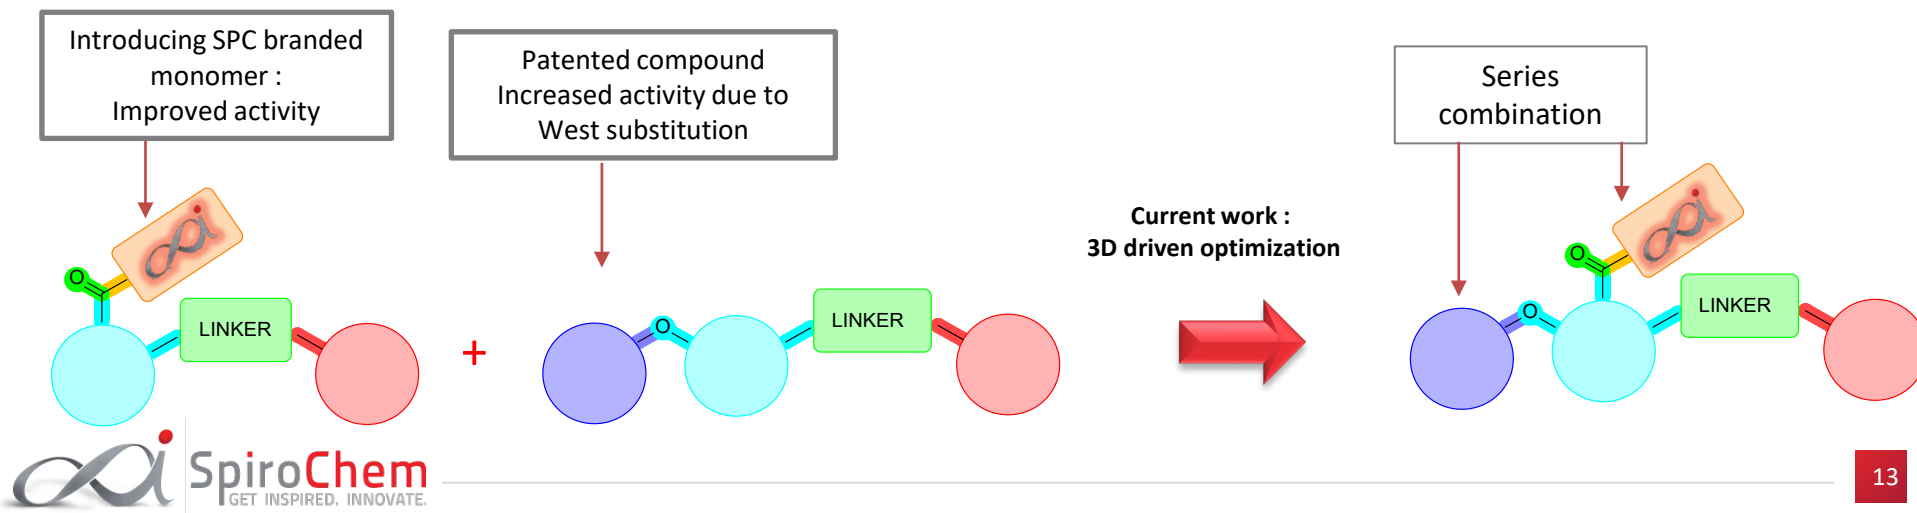 Introducing SPC branded
monomer :
Improved activity
Patented compound
Increased activity due to
West substitution
Series
combination
Current work :
3D driven optimization
O
LINKER
+
O
LINKER
O
O
LINKER
SpiroChem
GET INSPIRED. INNOVATE.
13